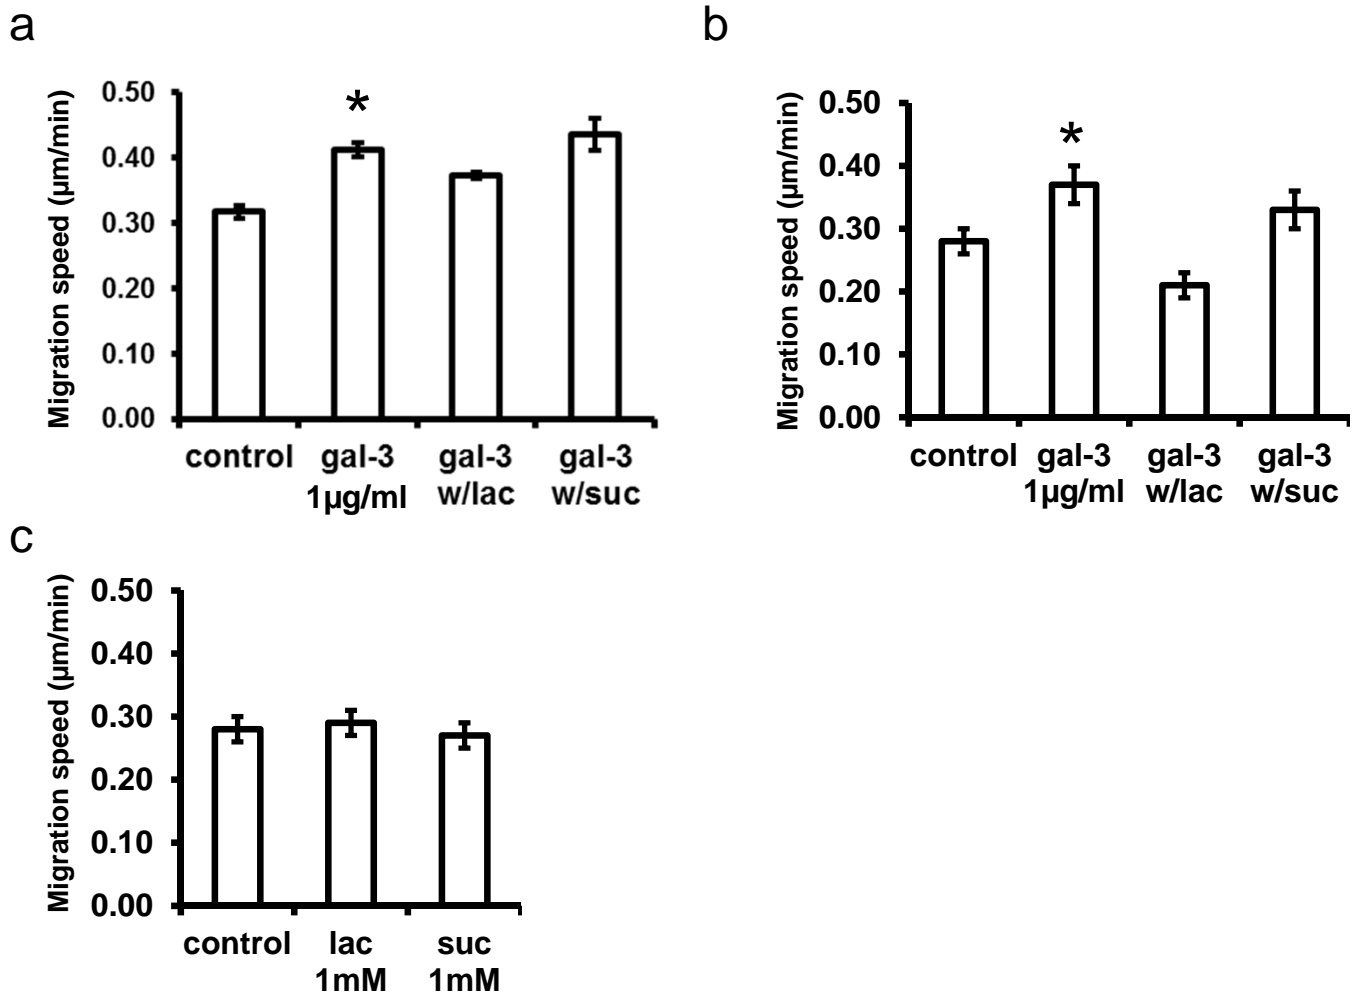 a
Migration speed (µm/min)
0.50
0.40
0.30
0.20
0.10
0.00
*
control gal-3 gal-3 gal-3
1µg/ml w/lac w/suc
b
Migration speed (µm/min)
0.50
0.40
0.30
0.20
0.10
0.00
*
control gal-3 gal-3 gal-3
1µg/ml w/lac w/suc
c
Migration speed (µm/min)
0.50
0.40
0.30
0.20
0.10
0.00
control lac suc
1mM 1mM